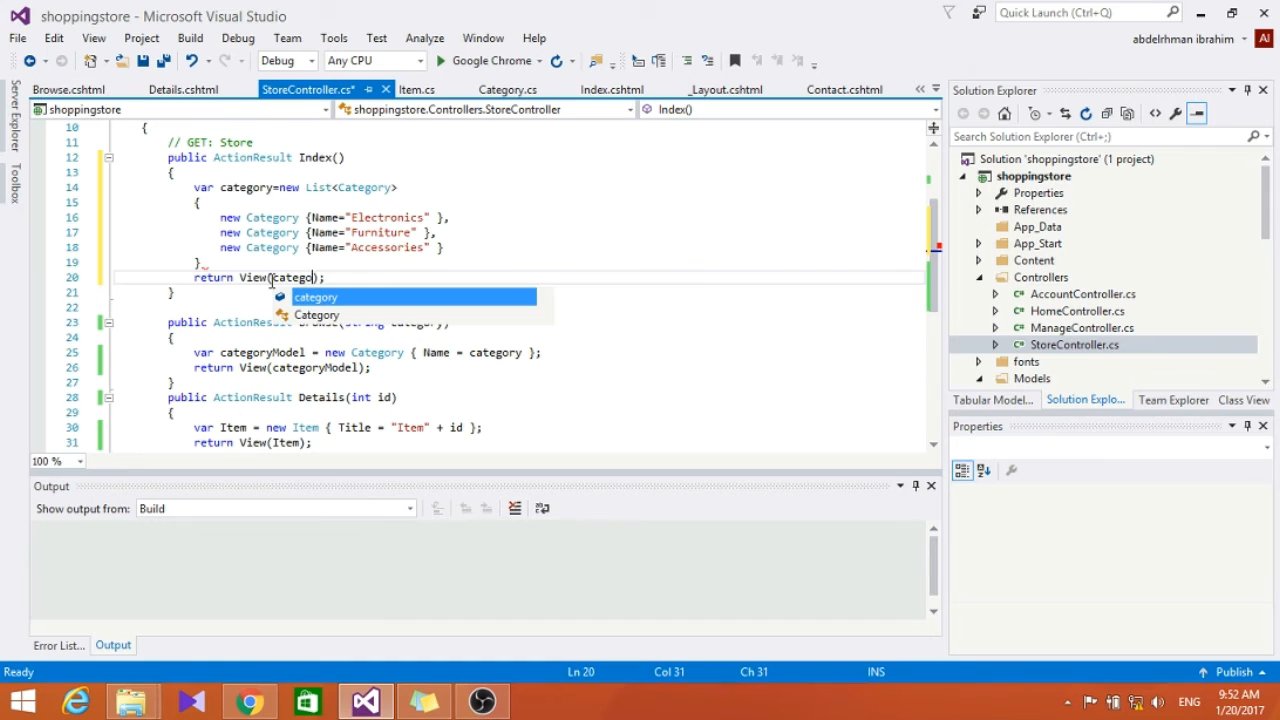 shoppingstore - Microsoft Visual Studio
Quick Launch (Ctrl+Q)
File Edit View Project Build Debug Team Tools Test Analyze Window Help
abdelrhman ibrahim AI
Debug Any CPU Google Chrome
Browse.cshtml Details.cshtml StoreController.cs* Item.cs Category.cs Index.cshtml _Layout.cshtml Contact.cshtml
shoppingstore shoppingstore.Controllers.StoreController Index()
Server Explorer
Toolbox
10 {
11 // GET: Store
12 public ActionResult Index()
13 {
14 var category=new List<Category>
15 {
16 new Category {Name="Electronics" },
17 new Category {Name="Furniture" },
18 new Category {Name="Accessories" }
19 }
20 return View(catego);
21 }
category
Category
22
23 public ActionResult Browse(string category)
24 {
25 var categoryModel = new Category { Name = category };
26 return View(categoryModel);
27 }
28 public ActionResult Details(int id)
29 {
30 var Item = new Item { Title = "Item" + id };
31 return View(Item);
100 %
Solution Explorer
Search Solution Explorer (Ctrl+;)
Solution 'shoppingstore' (1 project)
shoppingstore
Properties
References
App_Data
App_Start
Content
Controllers
C# AccountController.cs
C# HomeController.cs
C# ManageController.cs
C# StoreController.cs
fonts
Models
Tabular Model... Solution Explo... Team Explorer Class View
Properties
Output
Show output from: Build
Error List... Output
Ready Ln 20 Col 31 Ch 31 INS Publish
ENG
9:52 AM
1/20/2017